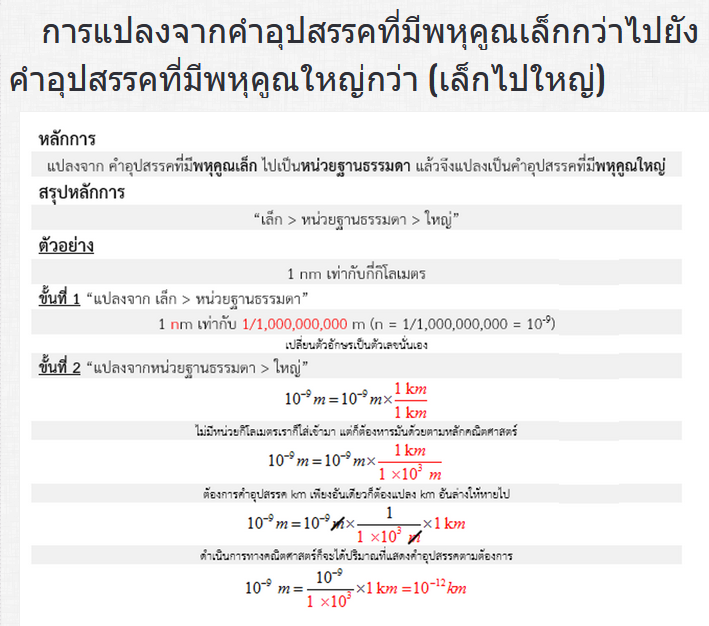 การแปลงจากคำอุปสรรคที่มีพหุคูณเล็กกว่าไปยัง
คำอุปสรรคที่มีพหุคูณใหญ่กว่า (เล็กไปใหญ่)
หลักการ
แปลงจาก คำอุปสรรคที่มีพหุคูณเล็ก ไปเป็นหน่วยฐานธรรมดา แล้วจึงแปลงเป็นคำอุปสรรคที่มีพหุคูณใหญ่
สรุปหลักการ
“เล็ก > หน่วยฐานธรรมดา > ใหญ่”
ตัวอย่าง
1 nm เท่ากับกี่กิโลเมตร
ขั้นที่ 1 “แปลงจาก เล็ก > หน่วยฐานธรรมดา”
1 nm เท่ากับ 1/1,000,000,000 m (n = 1/1,000,000,000 = 10⁻⁹)
เปลี่ยนตัวอักษรเป็นตัวเลขนั่นเอง
ขั้นที่ 2 “แปลงจากหน่วยฐานธรรมดา > ใหญ่”
10⁻⁹ m = 10⁻⁹ m × 1 km / 1 km
ไม่มีหน่วยกิโลเมตรเราก็ใส่เข้ามา แต่ก็ต้องหารมันด้วยตามหลักคณิตศาสตร์
10⁻⁹ m = 10⁻⁹ m × 1 km / 1 ×10³ m
ต้องการคำอุปสรรค km เพียงอันเดียวก็ต้องแปลง km อันล่างให้หายไป
10⁻⁹ m = 10⁻⁹ m × 1 / 1 ×10³ m × 1 km
ดำเนินการทางคณิตศาสตร์ก็จะได้ปริมาณที่แสดงคำอุปสรรคตามต้องการ
10⁻⁹ m = 10⁻⁹ / 1 ×10³ × 1 km = 10⁻¹² km